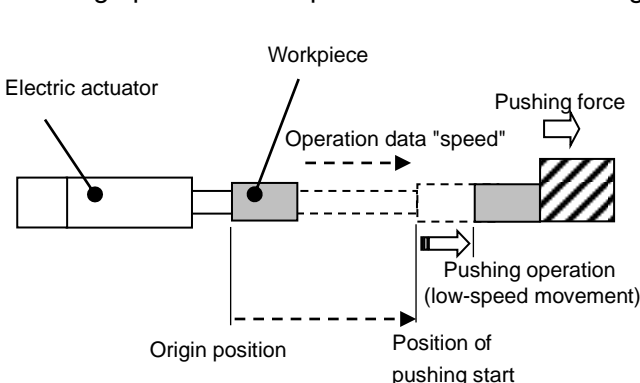 Workpiece
Electric actuator
Pushing force
Operation data "speed"
Pushing operation
(low-speed movement)
Origin position
Position of
pushing start